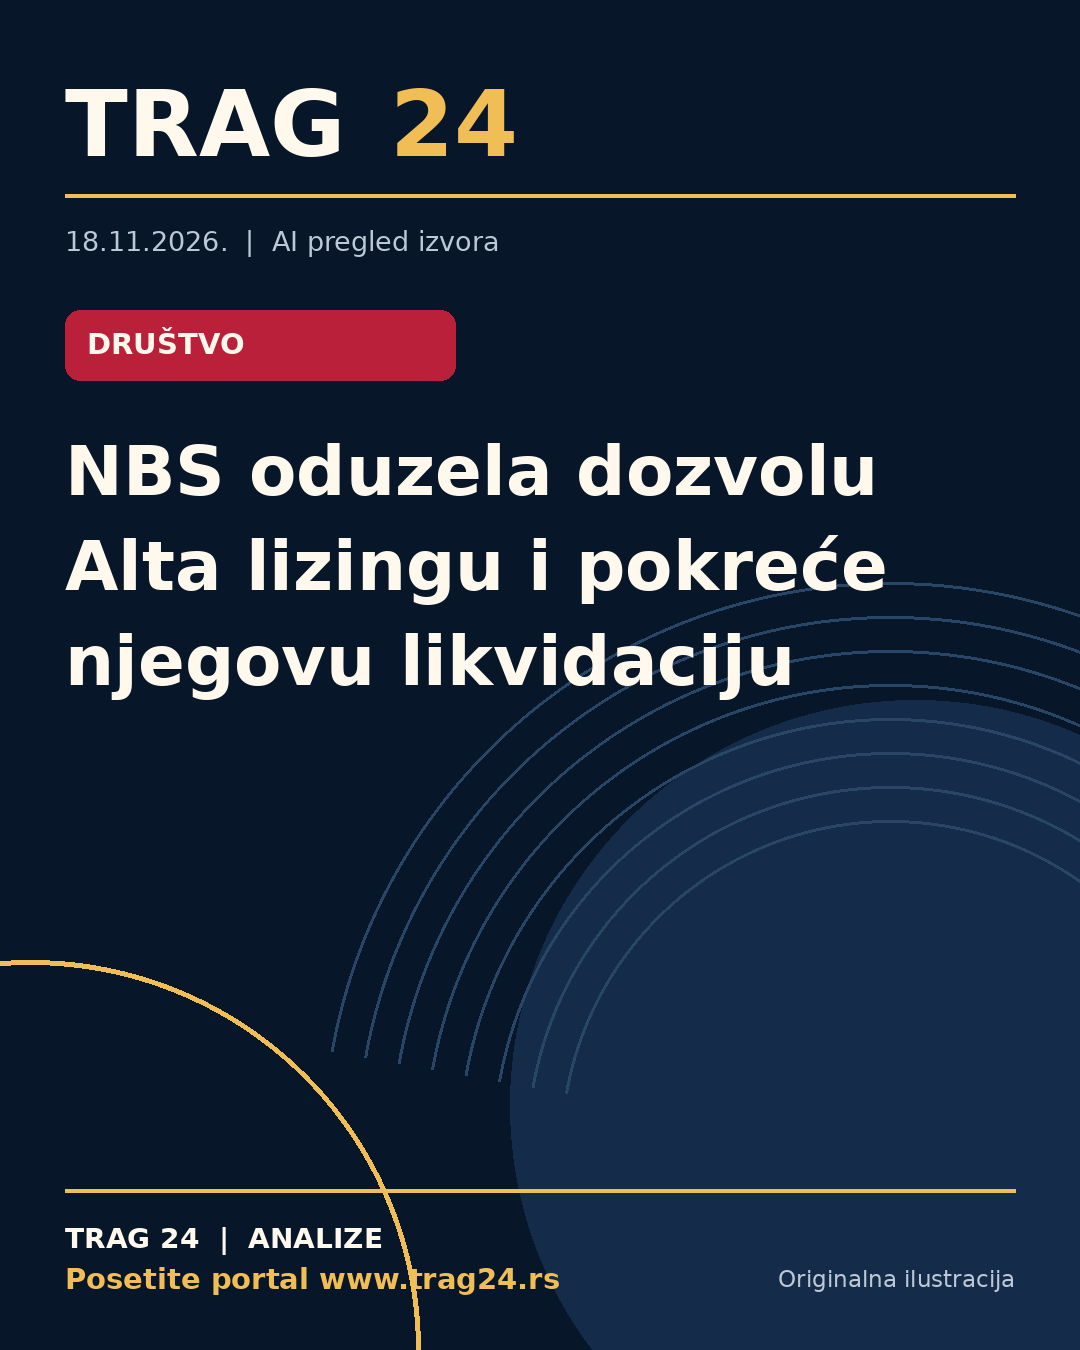 TRAG 24
18.11.2026. | AI pregled izvora
DRUŠTVO
NBS oduzela dozvolu
Alta lizingu i pokreće
njegovu likvidaciju
TRAG 24 | ANALIZE
Posetite portal www.trag24.rs
Originalna ilustracija